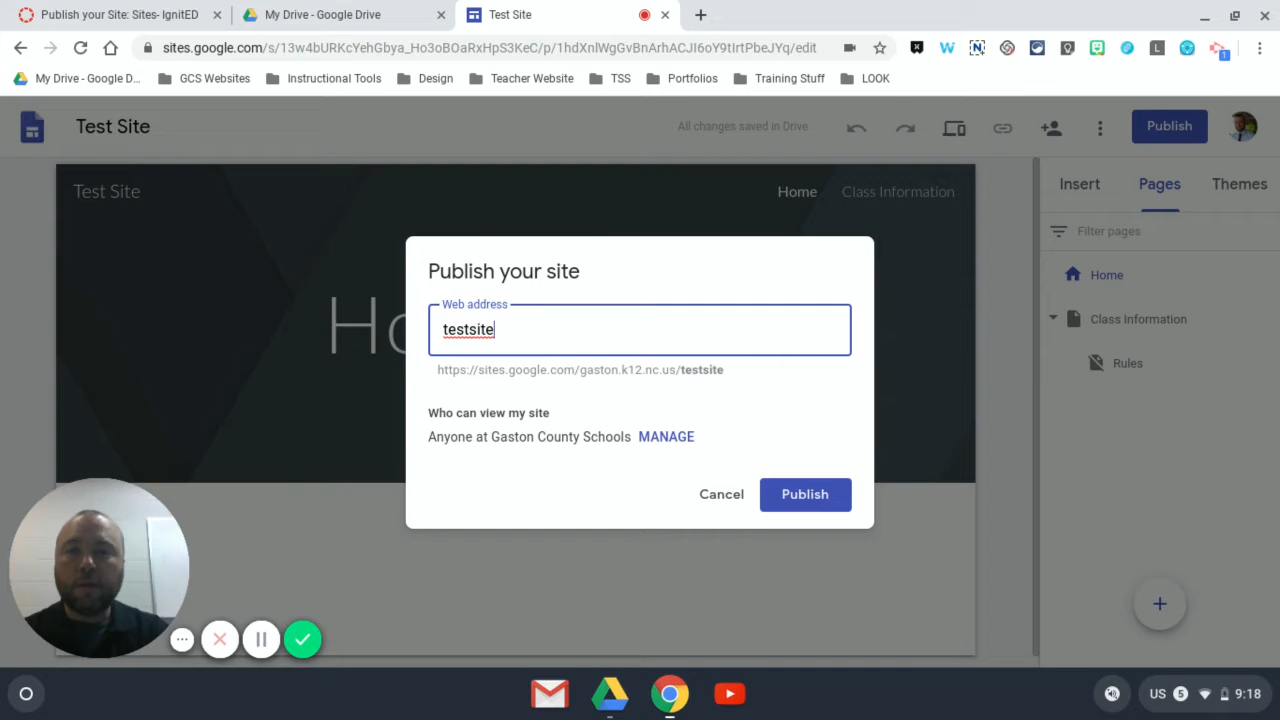 Publish your Site: Sites- IgnitED
My Drive - Google Drive
Test Site
sites.google.com/s/13w4bURKcYehGbya_Ho3oBOaRxHpS3KeC/p/1hdXnlWgGvBnArhACJI6oY9tIrtPbeJYq/edit
W
N
L
1
My Drive - Google D...
GCS Websites
Instructional Tools
Design
Teacher Website
TSS
Portfolios
Training Stuff
LOOK
Test Site
All changes saved in Drive
Publish
Test Site
Home
Class Information
Insert
Pages
Themes
Filter pages
Home
Class Information
Rules
Ho
Publish your site
Web address
testsite
https://sites.google.com/gaston.k12.nc.us/testsite
Who can view my site
Anyone at Gaston County Schools MANAGE
Cancel
Publish
US
5
9:18